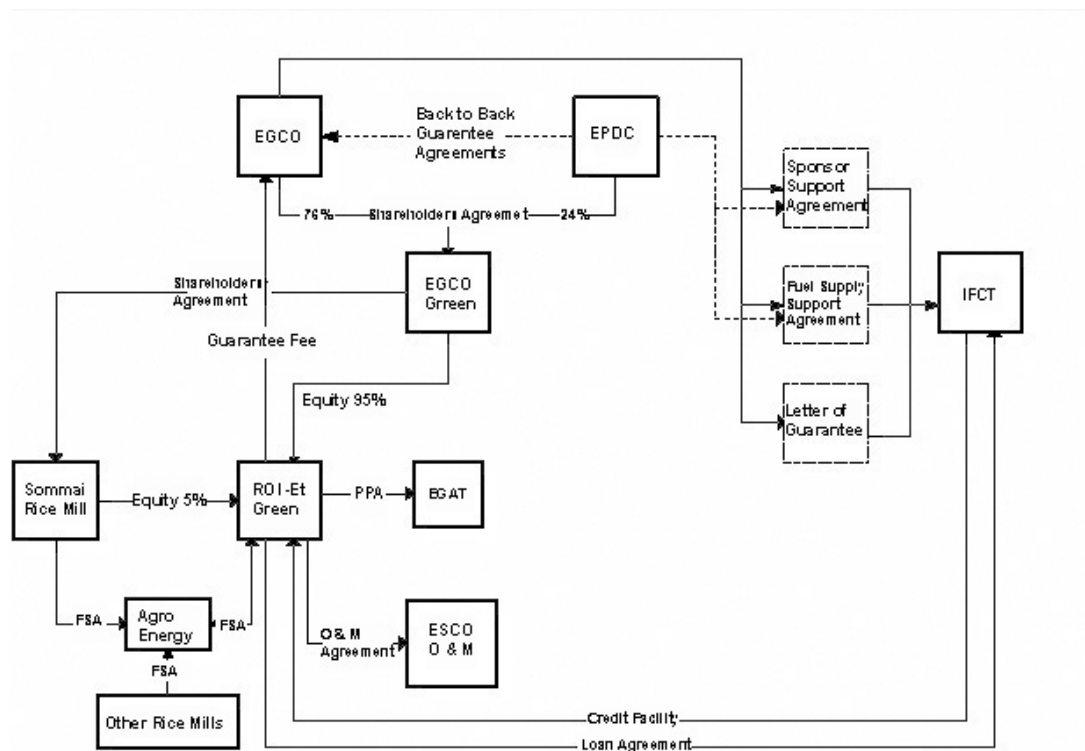 Back to Back
Guarentee
Agreements
EGCO
EPDC
Sponsor
Support
Agreement
76%
Shareholders Agreemet
24%
Shareholders
Agreement
EGCO
Grreen
Fuel Supply
Support
Agreement
IFCT
Guarantee Fee
Equity 95%
Letter of
Guarantee
Sommai
Rice Mill
Equity 5%
ROI-Et
Green
PPA
EGAT
FSA
Agro
Energy
FSA
O & M
Agreement
ESCO
O & M
FSA
Other Rice Mills
Credit Facility
Loan Agreement